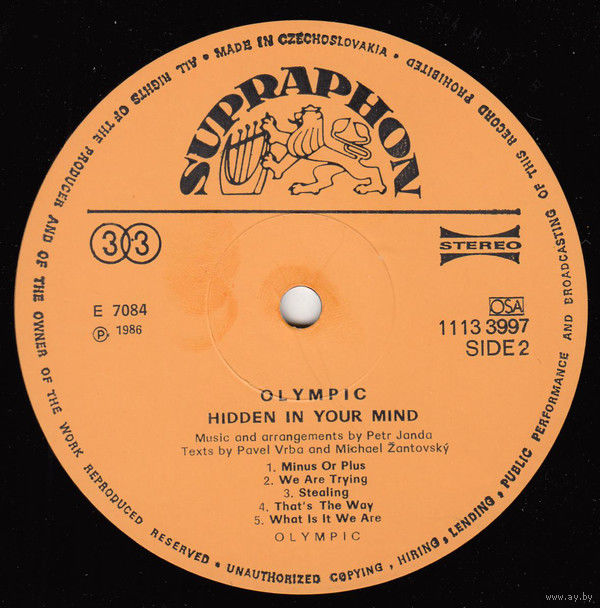 ALL RIGHTS OF THE PRODUCER AND OF THE OWNER OF THE WORK REPRODUCED RESERVED • UNAUTHORIZED COPYING, HIRING, LENDING, PUBLIC PERFORMANCE AND BROADCASTING OF THIS RECORD PROHIBITED • MADE IN CZECHOSLOVAKIA •
SUPRAPHON
33
STEREO
E 7084
℗ 1986
OSA
1113 3997
SIDE 2
OLYMPIC
HIDDEN IN YOUR MIND
Music and arrangements by Petr Janda
Texts by Pavel Vrba and Michael Žantovský
1. Minus Or Plus
2. We Are Trying
3. Stealing
4. That's The Way
5. What Is It We Are
OLYMPIC
www.ay.by